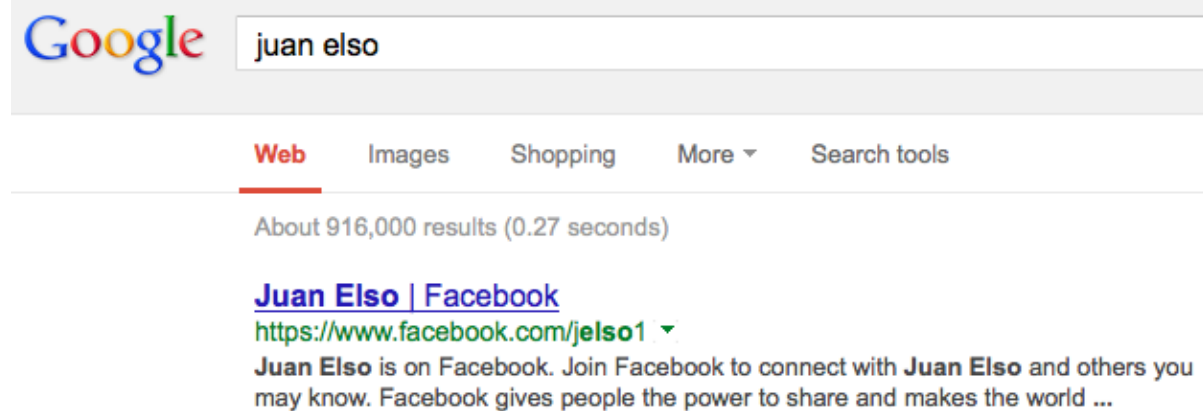 Google juan elso
Web Images Shopping More Search tools
About 916,000 results (0.27 seconds)
Juan Elso | Facebook
https://www.facebook.com/jelso1
Juan Elso is on Facebook. Join Facebook to connect with Juan Elso and others you
may know. Facebook gives people the power to share and makes the world ...